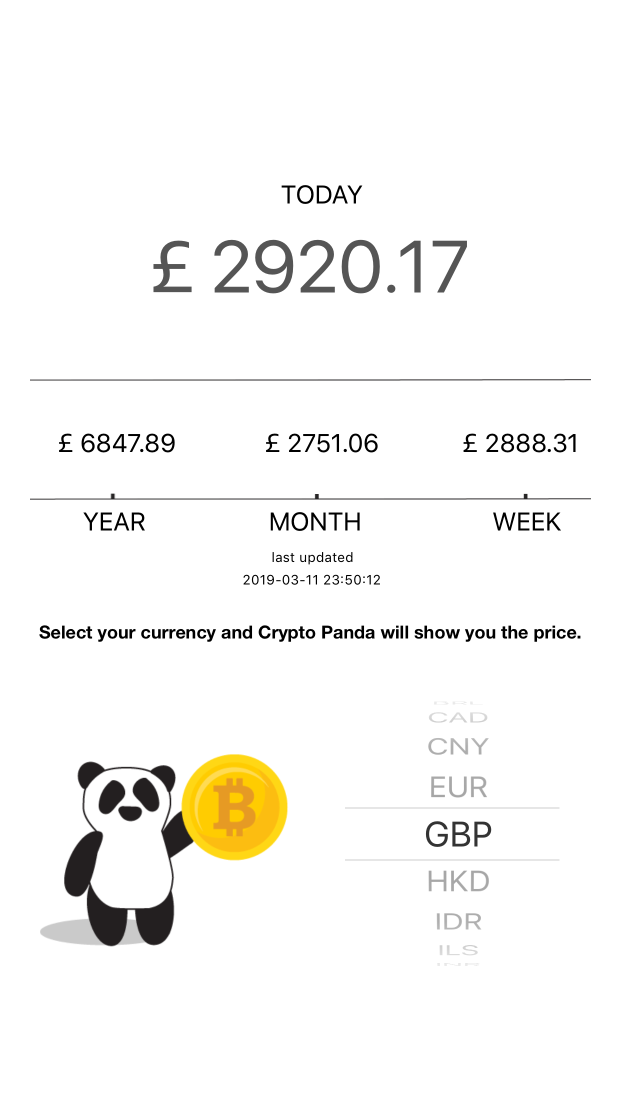 TODAY
£ 2920.17
£ 6847.89 £ 2751.06 £ 2888.31
YEAR MONTH WEEK
last updated
2019-03-11 23:50:12
Select your currency and Crypto Panda will show you the price.
BRL
CAD
CNY
EUR
GBP
HKD
IDR
ILS
INR